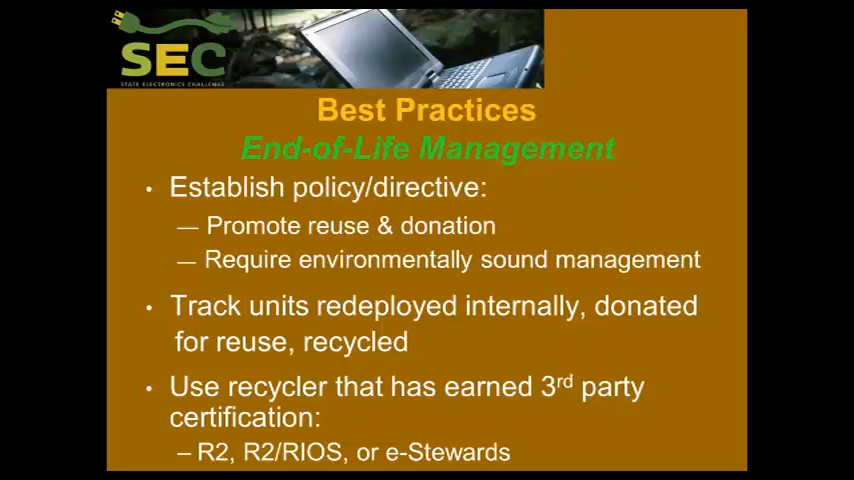 SEC
STATE ELECTRONICS CHALLENGE
Best Practices
End-of-Life Management
• Establish policy/directive:
— Promote reuse & donation
— Require environmentally sound management
• Track units redeployed internally, donated
for reuse, recycled
• Use recycler that has earned 3rd party
certification:
– R2, R2/RIOS, or e-Stewards